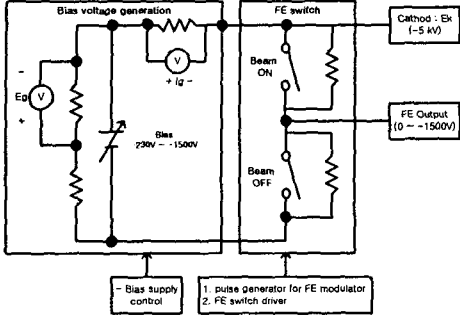 Bias voltage generation
FE switch
Cathod : Ek
(-5 kV)
V
+ Ig -
Beam
ON
-
Eg
V
+
Bias
230V ~ -1500V
FE Output
(0 ~ -1500V)
Beam
OFF
- Bias supply
control
1. pulse generator for FE modulator
2. FE switch driver